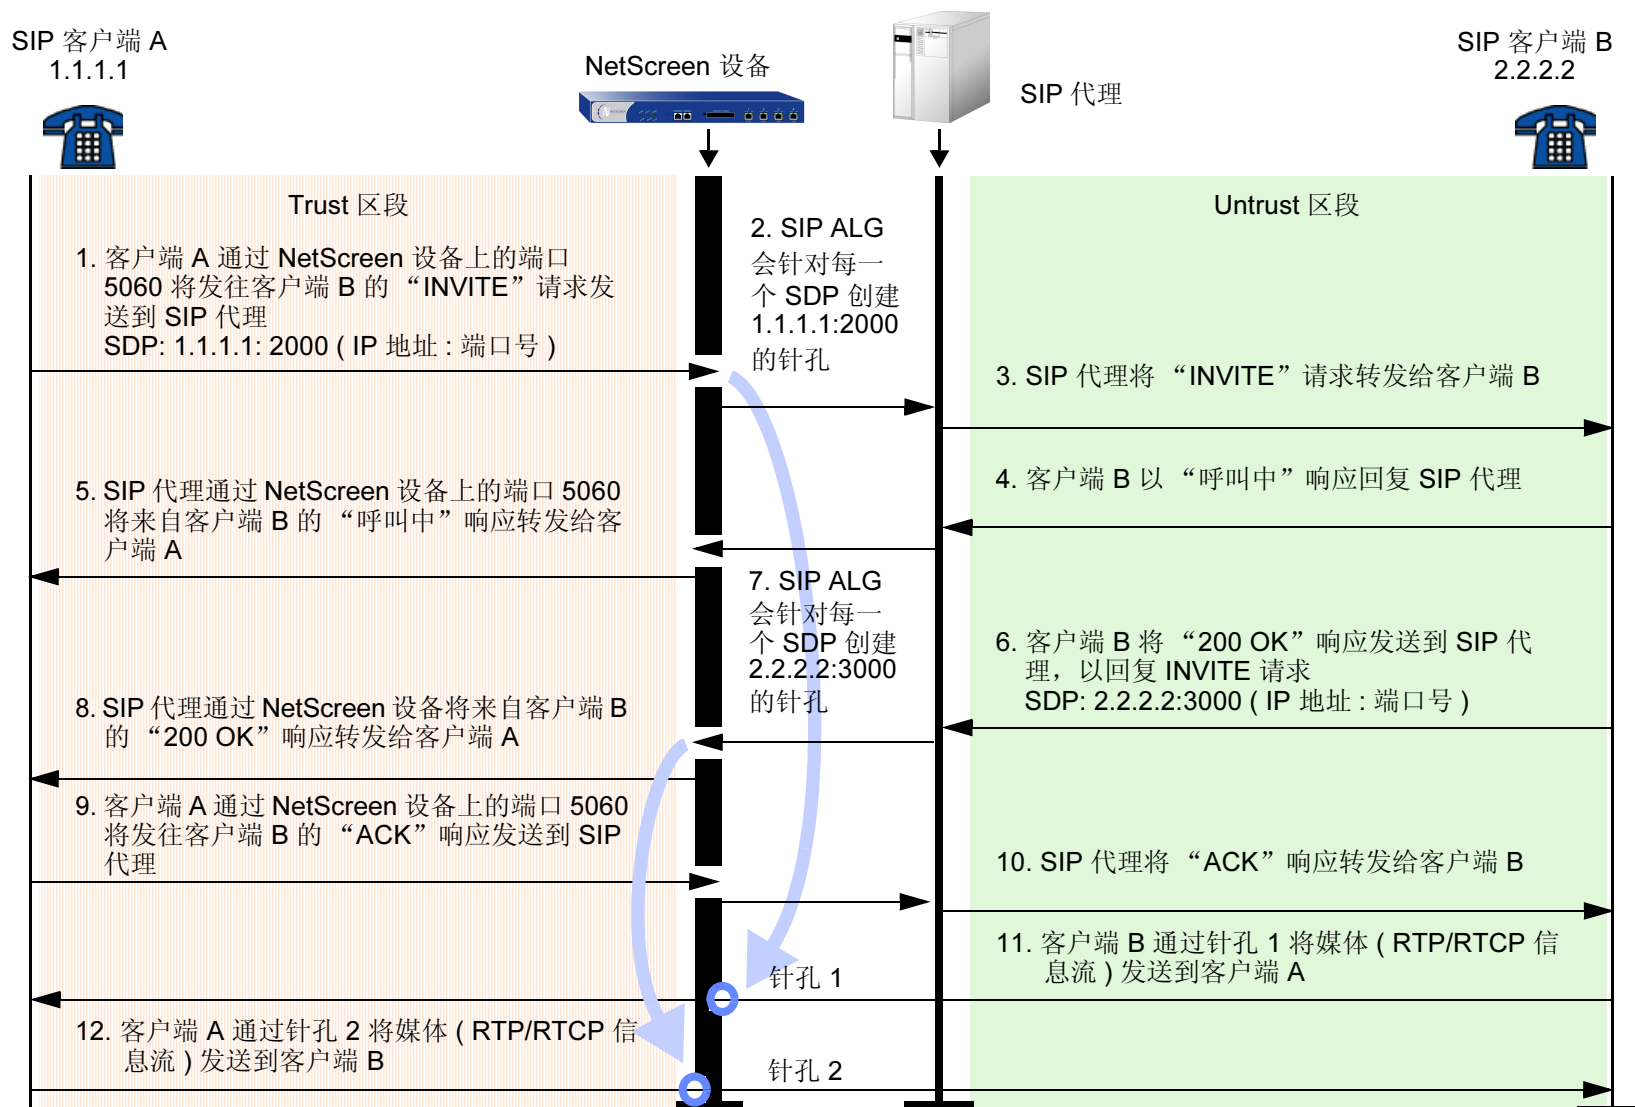 SIP 客户端 A
1.1.1.1
NetScreen 设备
SIP 代理
SIP 客户端 B
2.2.2.2
Trust 区段
Untrust 区段
1. 客户端 A 通过 NetScreen 设备上的端口
5060 将发往客户端 B 的 “INVITE”请求发
送到 SIP 代理
SDP: 1.1.1.1: 2000 ( IP 地址 : 端口号 )
2. SIP ALG
会针对每一
个 SDP 创建
1.1.1.1:2000
的针孔
3. SIP 代理将 “INVITE”请求转发给客户端 B
4. 客户端 B 以 “呼叫中”响应回复 SIP 代理
5. SIP 代理通过 NetScreen 设备上的端口 5060
将来自客户端 B 的 “呼叫中”响应转发给客
户端 A
6. 客户端 B 将 “200 OK”响应发送到 SIP 代
理，以回复 INVITE 请求
SDP: 2.2.2.2:3000 ( IP 地址 : 端口号 )
7. SIP ALG
会针对每一
个 SDP 创建
2.2.2.2:3000
的针孔
8. SIP 代理通过 NetScreen 设备将来自客户端 B
的 “200 OK”响应转发给客户端 A
9. 客户端 A 通过 NetScreen 设备上的端口 5060
将发往客户端 B 的 “ACK”响应发送到 SIP
代理
10. SIP 代理将 “ACK”响应转发给客户端 B
11. 客户端 B 通过针孔 1 将媒体 ( RTP/RTCP 信
息流 ) 发送到客户端 A
针孔 1
12. 客户端 A 通过针孔 2 将媒体 ( RTP/RTCP 信
息流 ) 发送到客户端 B
针孔 2